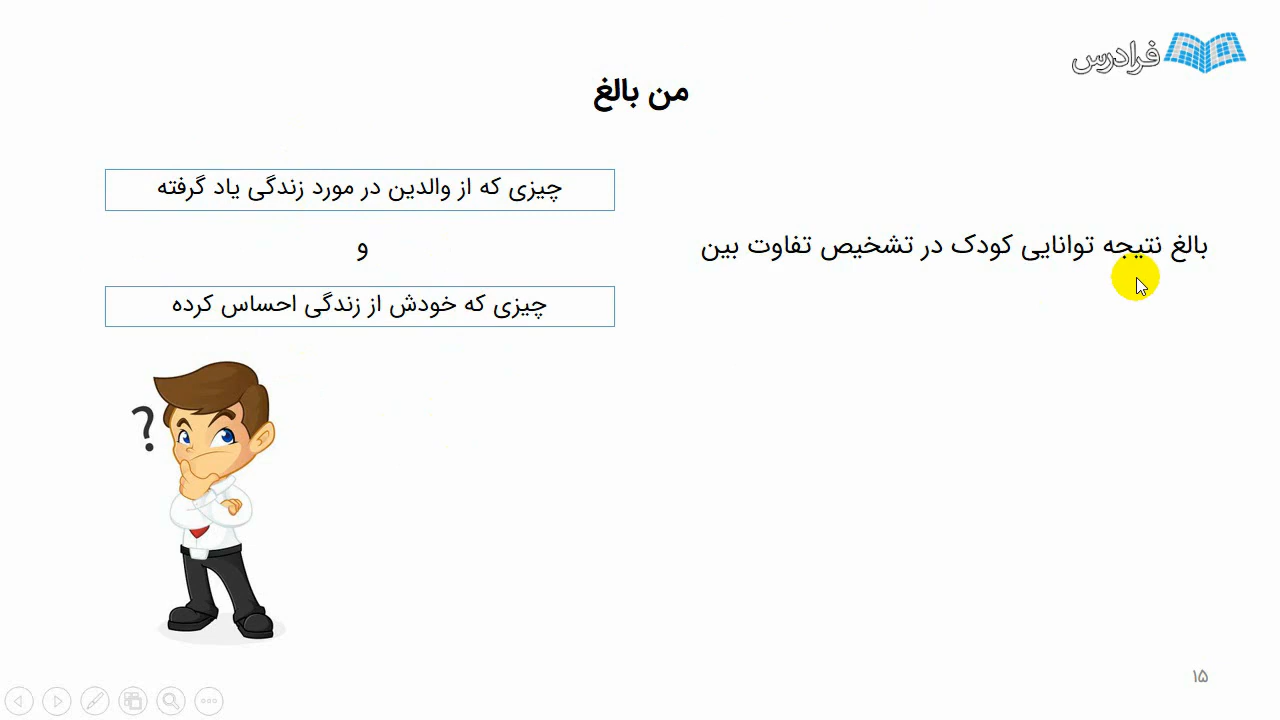 فرادرس
من بالغ
بالغ نتیجه توانایی کودک در تشخیص تفاوت بین
چیزی که از والدین در مورد زندگی یاد گرفته
و
چیزی که خودش از زندگی احساس کرده
?
۱۵